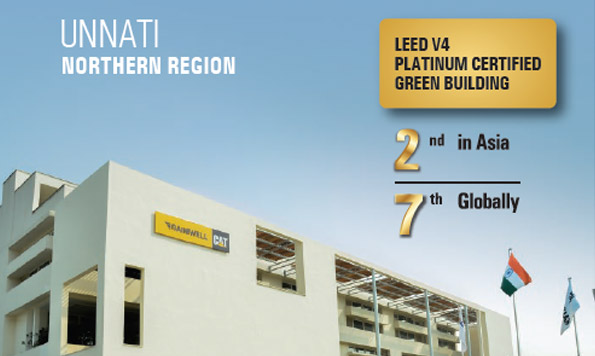 UNNATI
NORTHERN REGION
LEED V4
PLATINUM CERTIFIED
GREEN BUILDING
2nd in Asia
7th Globally
GAINWELL CAT